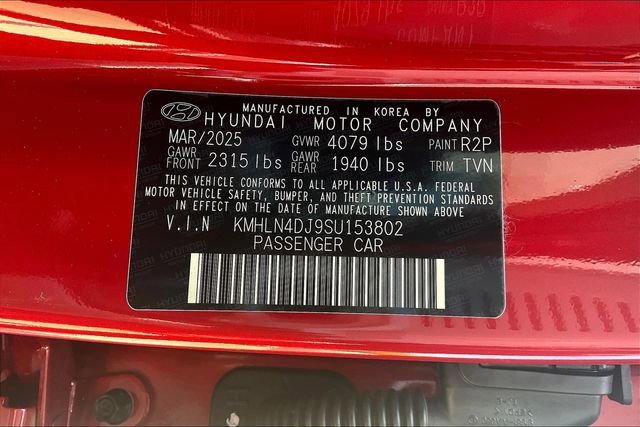 MANUFACTURED IN KOREA BY
HYUNDAI MOTOR COMPANY
MAR/2025 GVWR 4079 lbs PAINT R2P
GAWR FRONT 2315 lbs GAWR REAR 1940 lbs TRIM TVN
THIS VEHICLE CONFORMS TO ALL APPLICABLE U.S.A. FEDERAL
MOTOR VEHICLE SAFETY, BUMPER, AND THEFT PREVENTION STANDARDS
IN EFFECT ON THE DATE OF MANUFACTURE SHOWN ABOVE
V.I.N KMHLN4DJ9SU153802
PASSENGER CAR